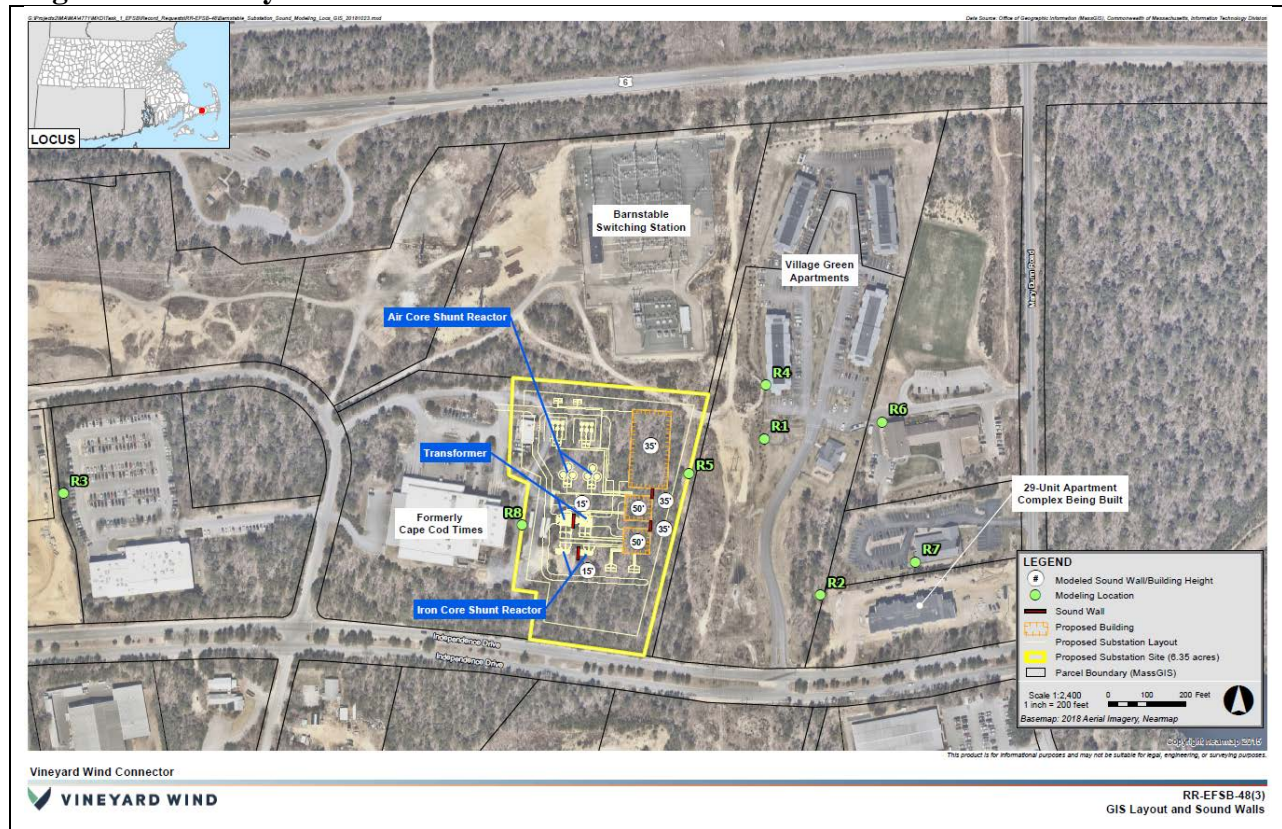 Data Source: Office of Geographic Information (MassGIS), Commonwealth of Massachusetts, Information Technology Division
LOCUS
6
Barnstable
Switching Station
Village Green
Apartments
Mary Dunn Road
Air Core Shunt Reactor
R4
R6
R1
35'
Transformer
R5
R3
29-Unit Apartment
Complex Being Built
15'
35'
50'
Formerly
Cape Cod Times
R8
35'
50'
R7
15'
R2
Iron Core Shunt Reactor
Independence Drive
Independence Drive
LEGEND
# Modeled Sound Wall/Building Height
Modeling Location
Sound Wall
Proposed Building
Proposed Substation Layout
Proposed Substation Site (6.35 acres)
Parcel Boundary (MassGIS)
Scale 1:2,400
1 inch = 200 feet
0 100 200 Feet
Basemap: 2018 Aerial Imagery, Nearmap
Copyright nearmap 2015
This product is for informational purposes and may not be suitable for legal, engineering, or surveying purposes.
Vineyard Wind Connector
VINEYARD WIND
RR-EFSB-48(3)
GIS Layout and Sound Walls